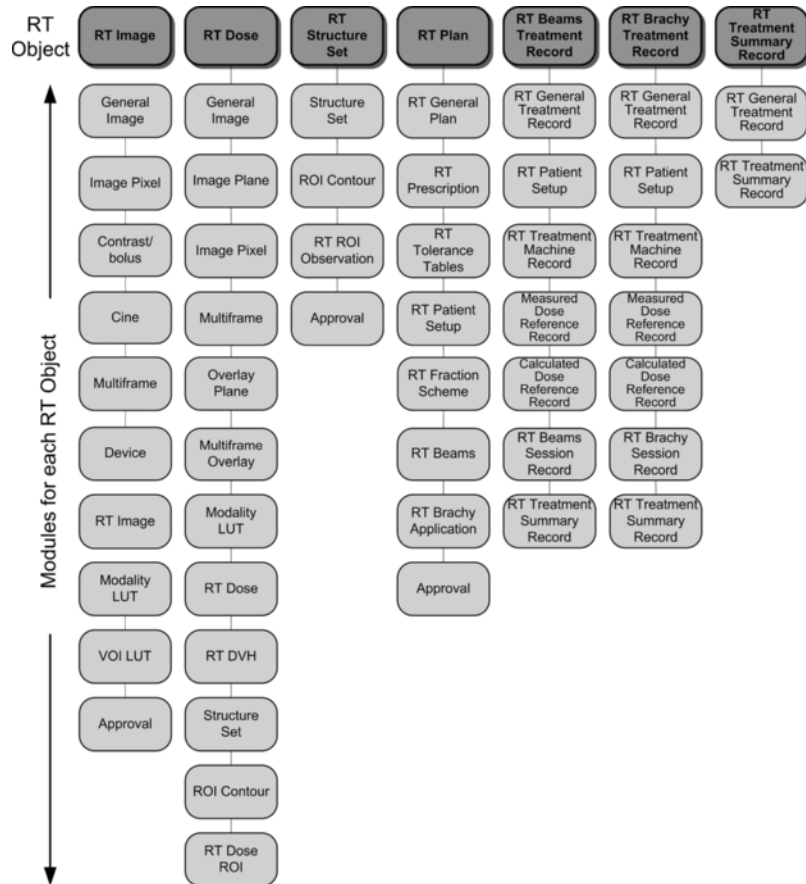 RT
Object
RT Image
RT Dose
RT
Structure
Set
RT Plan
RT Beams
Treatment
Record
RT Brachy
Treatment
Record
RT
Treatment
Summary
Record
Modules for each RT Object
General
Image
Image Pixel
Contrast/
bolus
Cine
Multiframe
Device
RT Image
Modality
LUT
VOI LUT
Approval
General
Image
Image Plane
Image Pixel
Multiframe
Overlay
Plane
Multiframe
Overlay
Modality
LUT
RT Dose
RT DVH
Structure
Set
ROI Contour
RT Dose
ROI
Structure
Set
ROI Contour
RT ROI
Observation
Approval
RT General
Plan
RT
Prescription
RT
Tolerance
Tables
RT Patient
Setup
RT Fraction
Scheme
RT Beams
RT Brachy
Application
Approval
RT General
Treatment
Record
RT Patient
Setup
RT Treatment
Machine
Record
Measured
Dose
Reference
Record
Calculated
Dose
Reference
Record
RT Beams
Session
Record
RT Treatment
Summary
Record
RT General
Treatment
Record
RT Patient
Setup
RT Treatment
Machine
Record
Measured
Dose
Reference
Record
Calculated
Dose
Reference
Record
RT Brachy
Session
Record
RT Treatment
Summary
Record
RT General
Treatment
Record
RT Treatment
Summary
Record